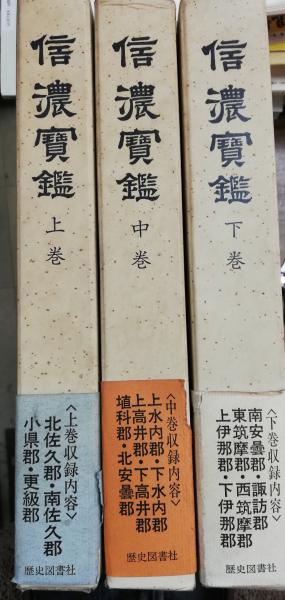 信濃寶鑑
上巻
〈上巻収録内容〉
北佐久郡・南佐久郡
小県郡・更級郡
歴史図書社
信濃寶鑑
中巻
〈中巻収録内容〉
上水内郡・下水内郡
上高井郡・下高井郡
埴科郡・北安曇郡
歴史図書社
信濃寶鑑
下巻
〈下巻収録内容〉
南安曇郡・諏訪郡
東筑摩郡・西筑摩郡
上伊那郡・下伊那郡
歴史図書社